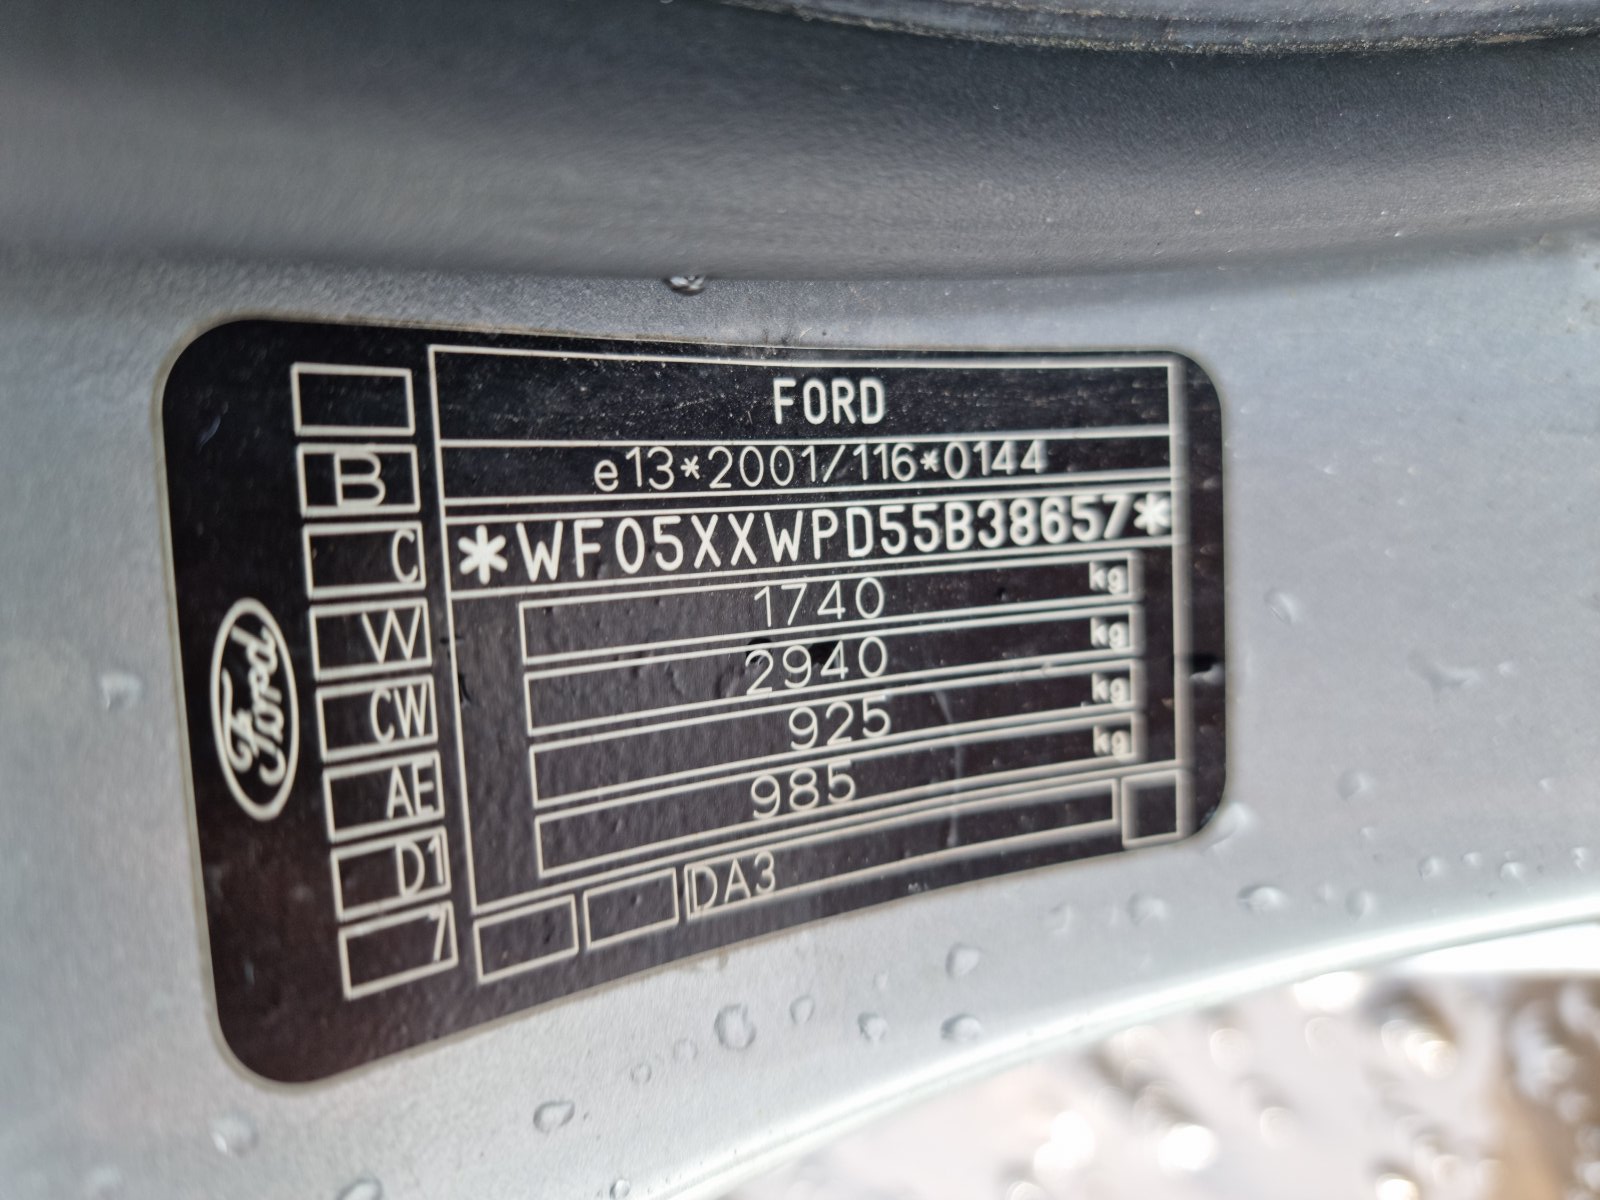 Ford
B
C
W
CW
AE
D1
7
FORD
e13*2001/116*0144
*WF05XXWPD55B38657*
1740 kg
2940 kg
925 kg
985 kg
DA3